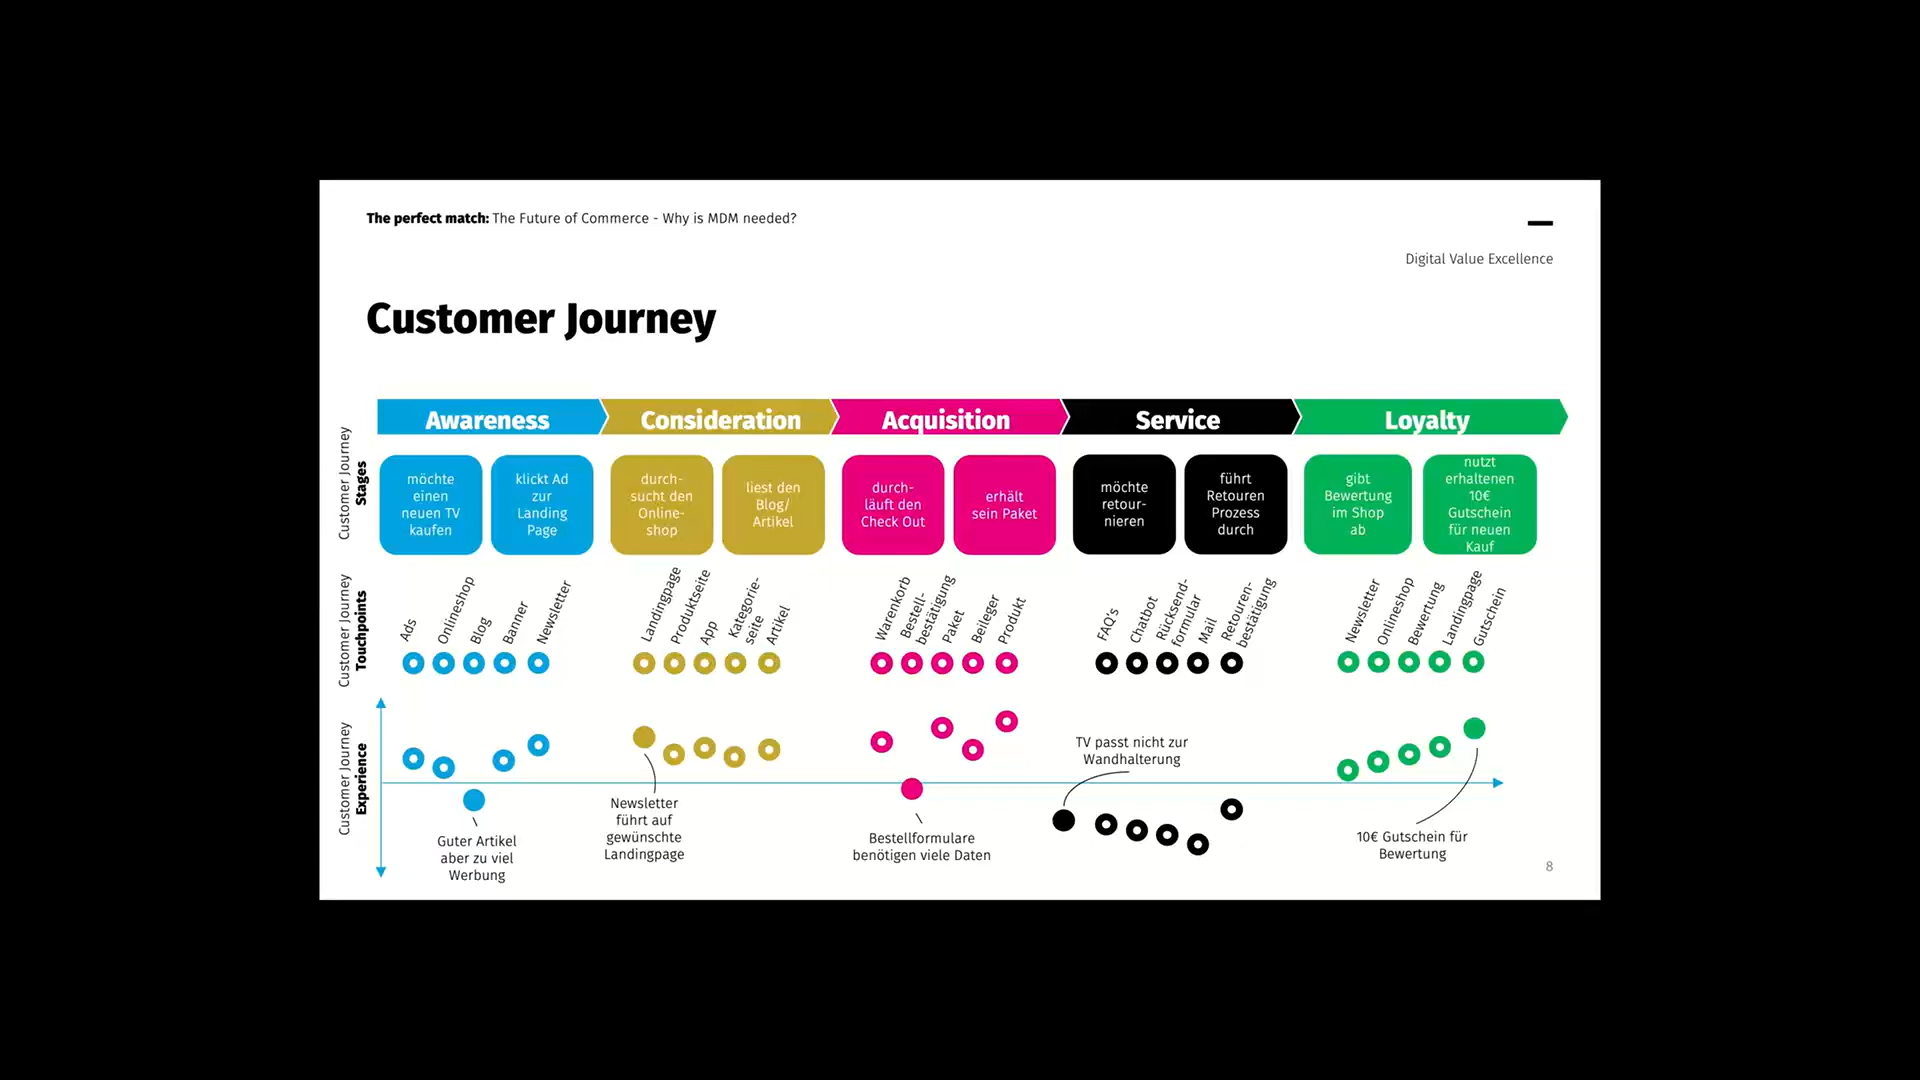 The perfect match: The Future of Commerce - Why is MDM needed?
Digital Value Excellence
Customer Journey
Awareness
Consideration
Acquisition
Service
Loyalty
Customer Journey
Stages
möchte
einen
neuen TV
kaufen
klickt Ad
zur
Landing
Page
durch-
sucht den
Online-
shop
liest den
Blog/
Artikel
durch-
läuft den
Check Out
erhält
sein Paket
möchte
retour-
nieren
führt
Retouren
Prozess
durch
gibt
Bewertung
im Shop
ab
nutzt
erhaltenen
10€
Gutschein
für neuen
Kauf
Customer Journey
Touchpoints
Ads
Onlineshop
Blog
Banner
Newsletter
Landingpage
Produktseite
App
Kategorie-
seite
Artikel
Warenkorb
Bestell-
bestätigung
Paket
Beileger
Produkt
FAQ's
Chatbot
Rücksend-
formular
Mail
Retouren-
bestätigung
Newsletter
Onlineshop
Bewertung
Landingpage
Gutschein
Customer Journey
Experience
Guter Artikel
aber zu viel
Werbung
Newsletter
führt auf
gewünschte
Landingpage
Bestellformulare
benötigen viele Daten
TV passt nicht zur
Wandhalterung
10€ Gutschein für
Bewertung
8